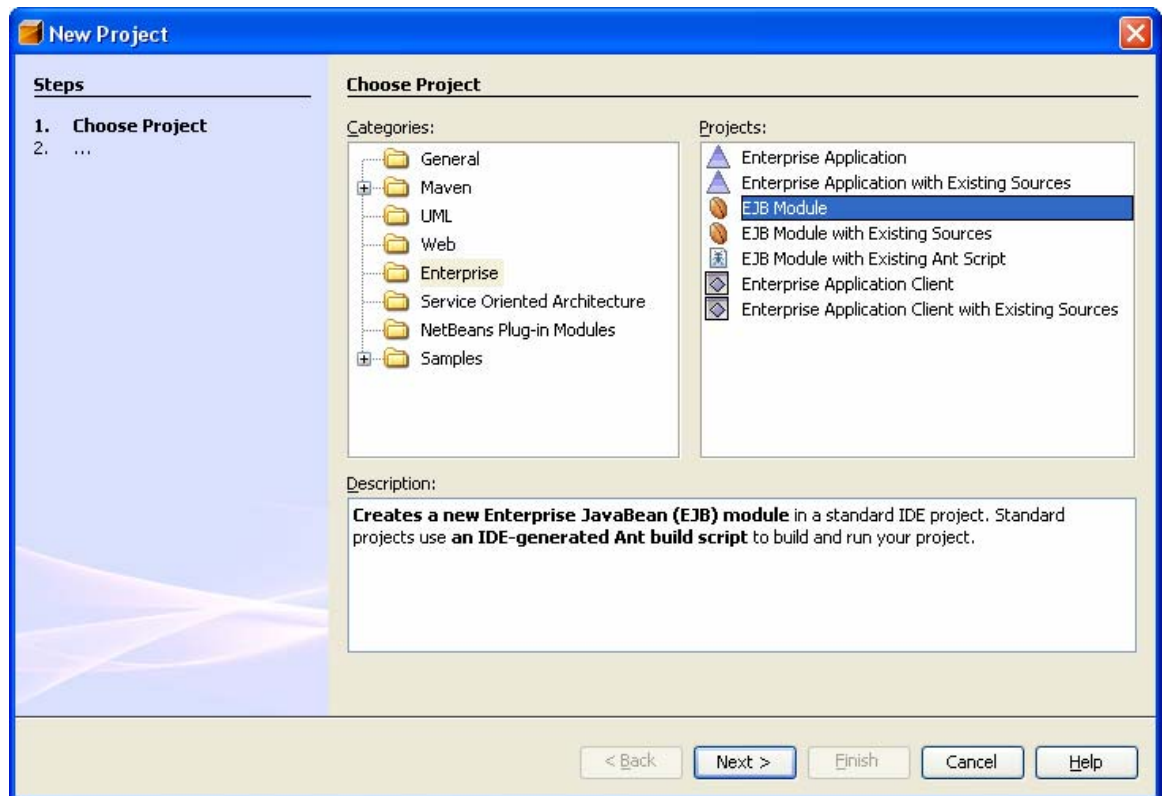 New Project
Steps
1. Choose Project
2. ...
Choose Project
Categories:
General
Maven
UML
Web
Enterprise
Service Oriented Architecture
NetBeans Plug-in Modules
Samples
Projects:
Enterprise Application
Enterprise Application with Existing Sources
EJB Module
EJB Module with Existing Sources
EJB Module with Existing Ant Script
Enterprise Application Client
Enterprise Application Client with Existing Sources
Description:
Creates a new Enterprise JavaBean (EJB) module in a standard IDE project. Standard
projects use an IDE-generated Ant build script to build and run your project.
< Back
Next >
Finish
Cancel
Help